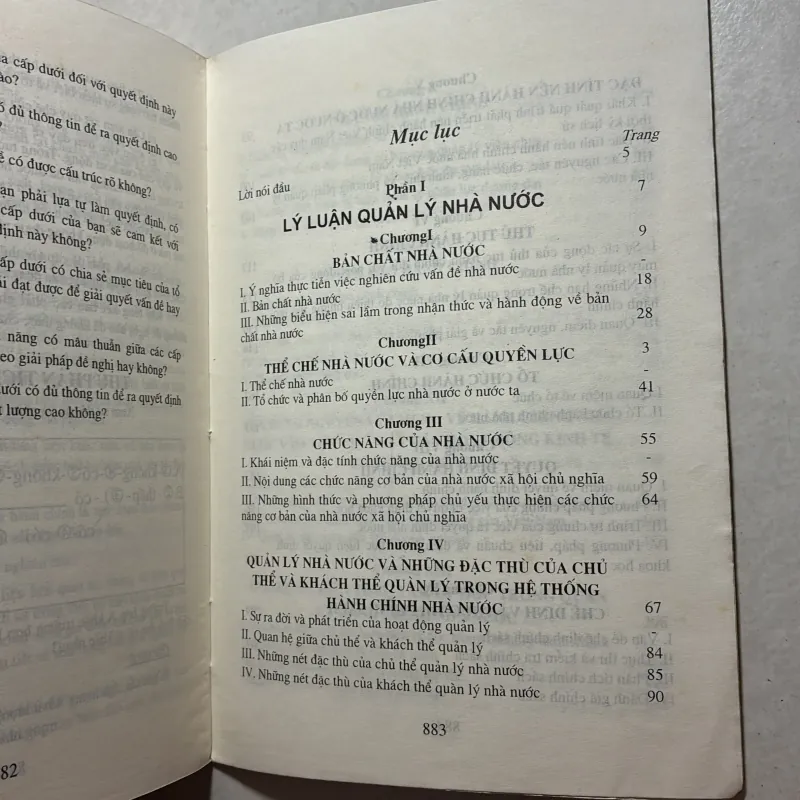 a cấp dưới đối với quyết định này
ào?
ó đủ thông tin để ra quyết định cao
?
ề có được cấu trúc rõ không?
ạn phải lựa tự làm quyết định, có
cấp dưới của bạn sẽ cam kết với
định này không?
ấp dưới có chia sẻ mục tiêu của tổ
ải đạt được để giải quyết vấn đề hay
năng có mâu thuẫn giữa các cấp
eo giải pháp đề nghị hay không?
dưới có đủ thông tin để ra quyết định
t lượng cao không?
82
Mục lục
Trang
Lời nói đầu 5
Phần I
LÝ LUẬN QUẢN LÝ NHÀ NƯỚC 7
ChươngI
BẢN CHẤT NHÀ NƯỚC 9
I. Ý nghĩa thực tiễn việc nghiên cứu vấn đề nhà nước -
II. Bản chất nhà nước 18
III. Những biểu hiện sai lầm trong nhận thức và hành động về bản
chất nhà nước 28
ChươngII
THỂ CHẾ NHÀ NƯỚC VÀ CƠ CẤU QUYỀN LỰC 3
I. Thể chế nhà nước -
II. Tổ chức và phân bố quyền lực nhà nước ở nước ta 41
Chương III
CHỨC NĂNG CỦA NHÀ NƯỚC 55
I. Khái niệm và đặc tính chức năng của nhà nước -
II. Nội dung các chức năng cơ bản của nhà nước xã hội chủ nghĩa 59
III. Những hình thức và phương pháp chủ yếu thực hiện các chức 64
năng cơ bản của nhà nước xã hội chủ nghĩa
Chương IV
QUẢN LÝ NHÀ NƯỚC VÀ NHỮNG ĐẶC THÙ CỦA CHỦ
THỂ VÀ KHÁCH THỂ QUẢN LÝ TRONG HỆ THỐNG
HÀNH CHÍNH NHÀ NƯỚC 67
I. Sự ra đời và phát triển của hoạt động quản lý -
II. Quan hệ giữa chủ thể và khách thể quản lý 84
III. Những nét đặc thù của chủ thể quản lý nhà nước 85
IV. Những nét đặc thù của khách thể quản lý nhà nước 90
883